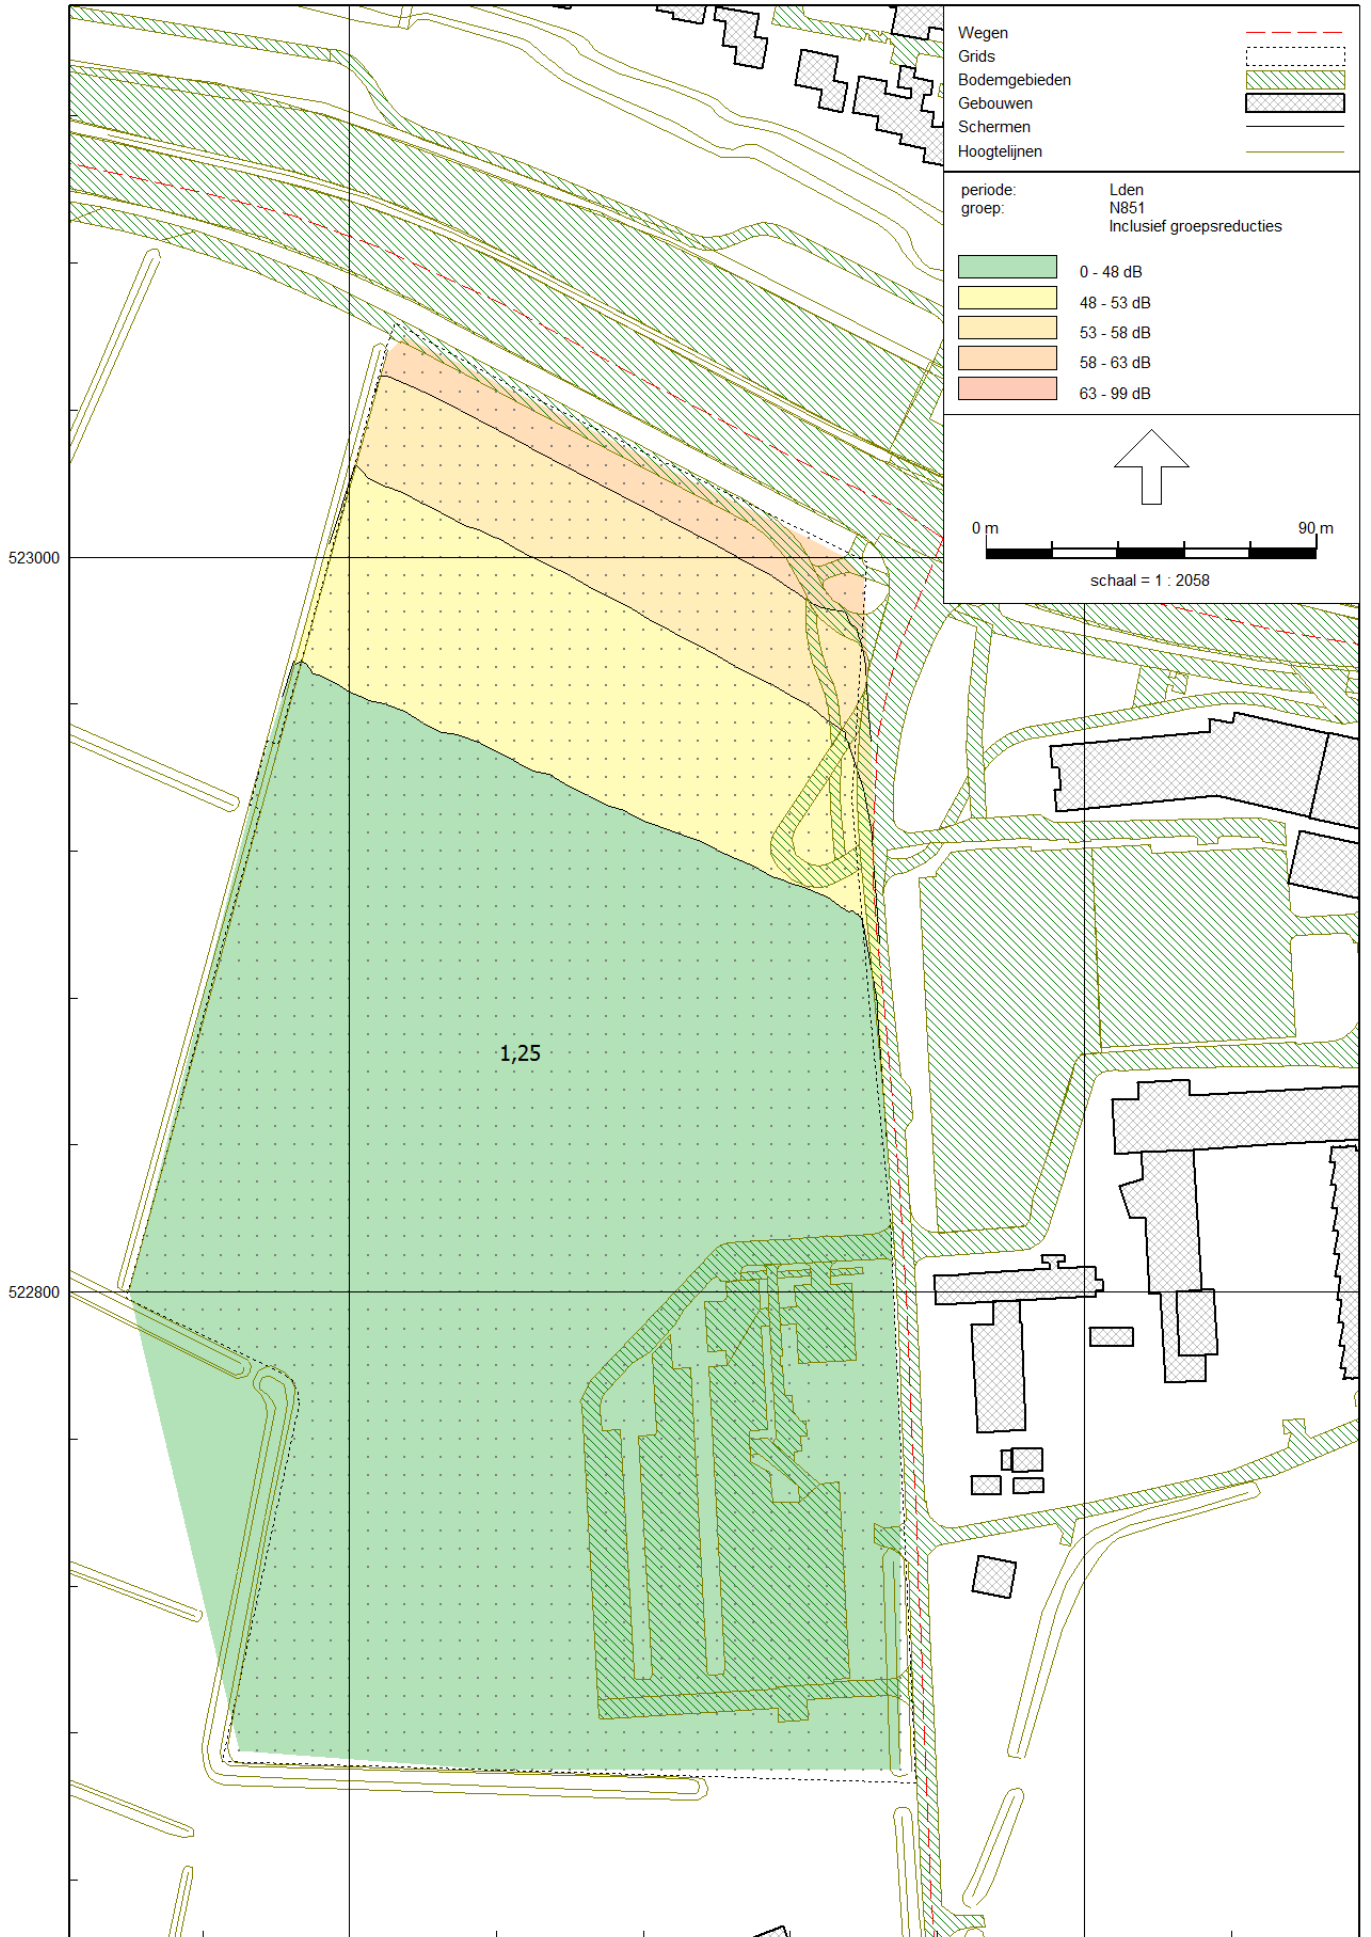 Wegen
Grids
Bodemgebieden
Gebouwen
Schermen
Hoogtelijnen
periode: Lden
groep: N851
Inclusief groepsreducties
0 - 48 dB
48 - 53 dB
53 - 58 dB
58 - 63 dB
63 - 99 dB
0 m 90 m
schaal = 1 : 2058
523000
1,25
522800